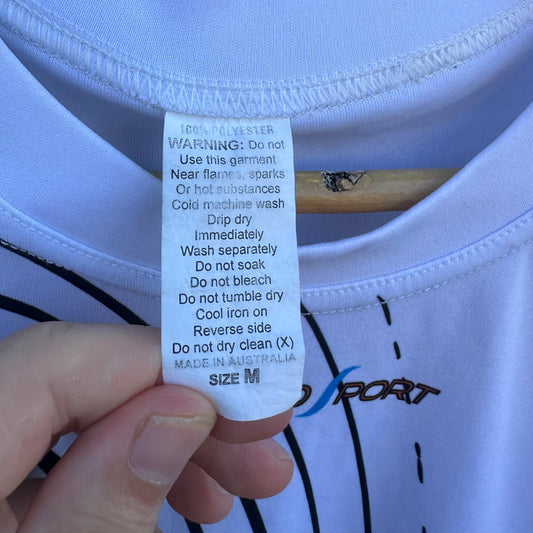 100% POLYESTER
WARNING: Do not
Use this garment
Near flames, sparks
Or hot substances
Cold machine wash
Drip dry
Immediately
Wash separately
Do not soak
Do not bleach
Do not tumble dry
Cool iron on
Reverse side
Do not dry clean (X)
MADE IN AUSTRALIA
SIZE M
SPORT